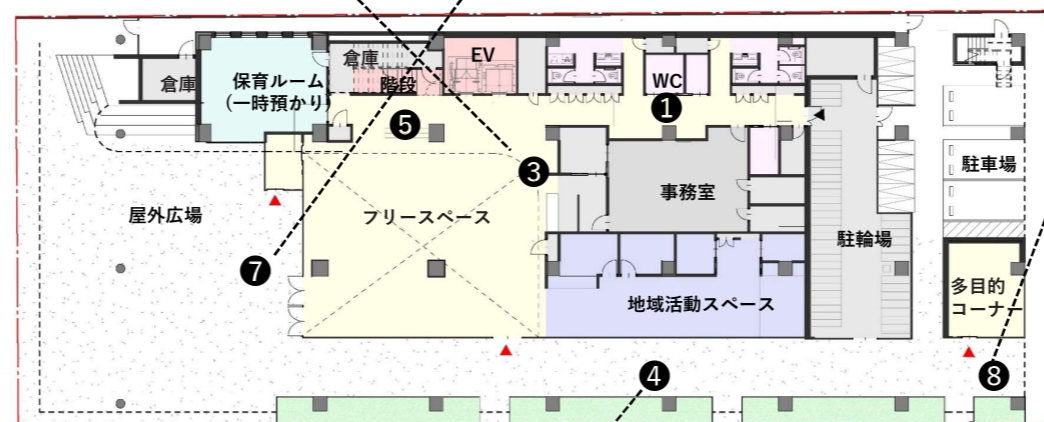 倉庫
保育ルーム
(一時預かり)
倉庫
階段
EV
WC
❶
❺
❸
事務室
駐車場
屋外広場
フリースペース
駐輪場
❼
地域活動スペース
多目的
コーナー
❹
❽